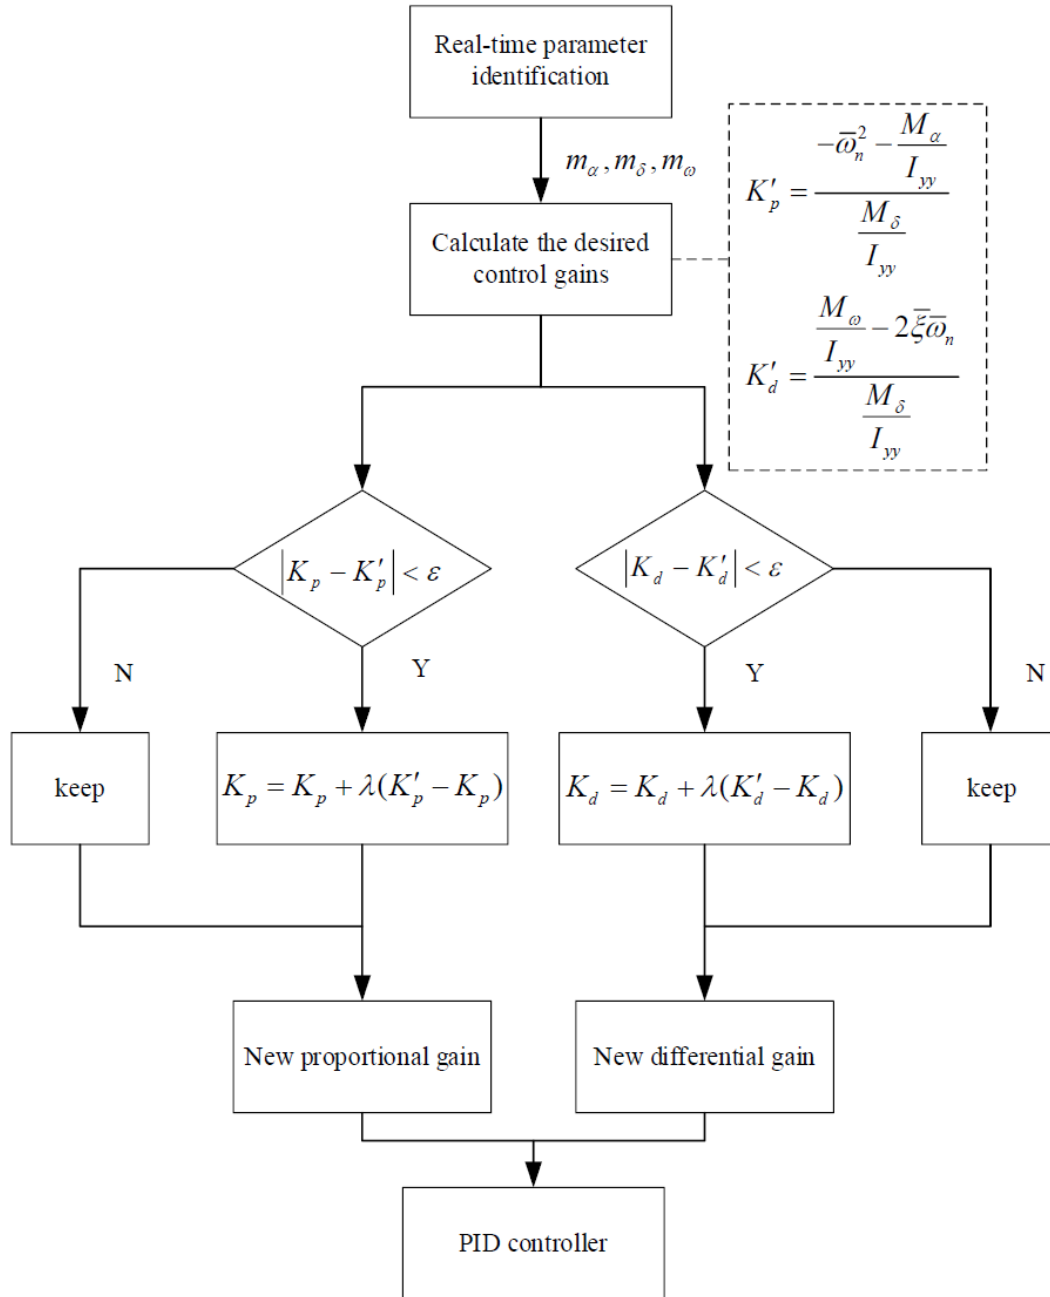 Real-time parameter
identification
m_α, m_δ, m_ω
Calculate the desired
control gains
K′_p = (−ω̄_n² − M_α/I_yy) / (M_δ/I_yy)
K′_d = (M_ω/I_yy − 2ξ̄ω̄_n) / (M_δ/I_yy)
|K_p − K′_p| < ε
|K_d − K′_d| < ε
N
Y
Y
N
keep
K_p = K_p + λ(K′_p − K_p)
K_d = K_d + λ(K′_d − K_d)
keep
New proportional gain
New differential gain
PID controller